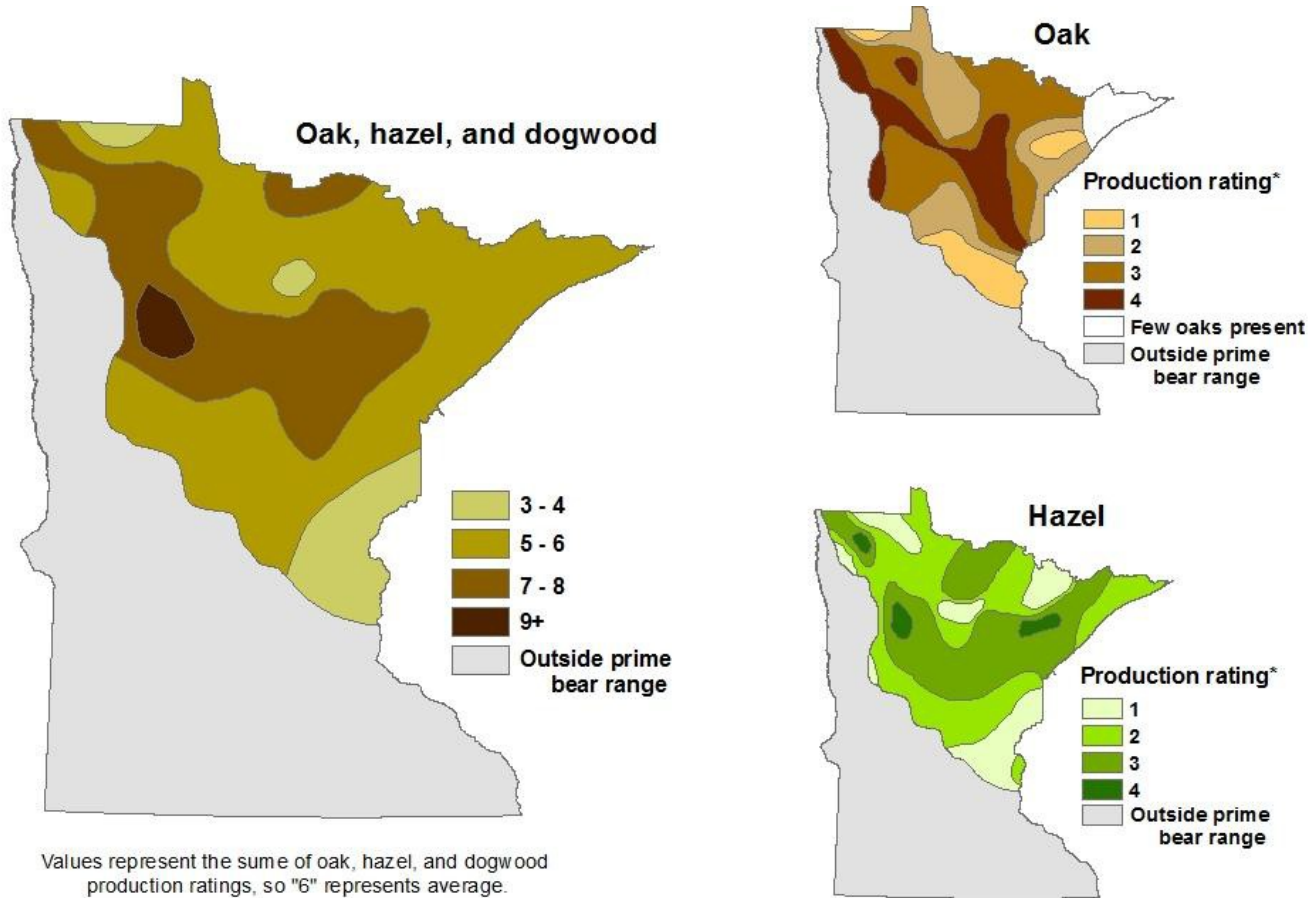 Oak, hazel, and dogwood
3 - 4
5 - 6
7 - 8
9+
Outside prime
bear range
Values represent the sume of oak, hazel, and dogwood
production ratings, so "6" represents average.
Oak
Production rating*
1
2
3
4
Few oaks present
Outside prime
bear range
Hazel
Production rating*
1
2
3
4
Outside prime
bear range